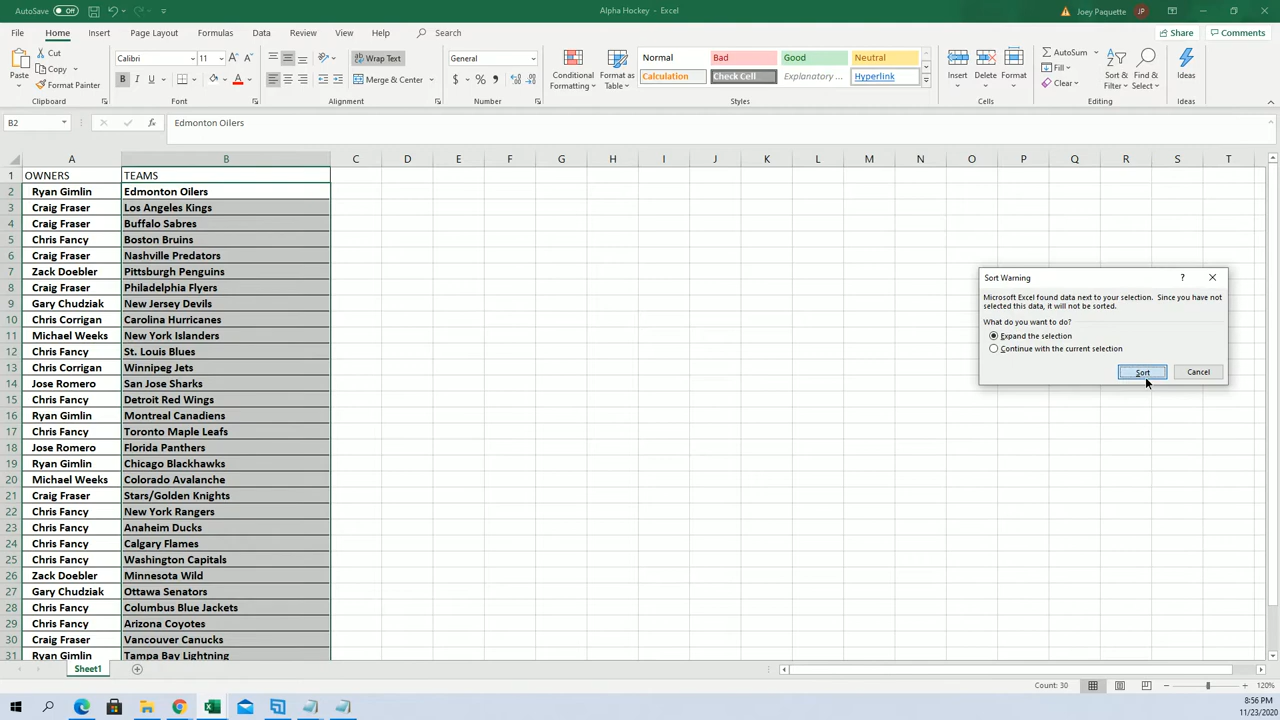 AutoSave Off Alpha Hockey - Excel Joey Paquette JP
File Home Insert Page Layout Formulas Data Review View Help Search Share Comments
Paste Cut Copy Format Painter Clipboard
Calibri 11 B I U Font
Wrap Text Merge & Center Alignment
General $ % Number
Conditional Formatting Format as Table
Normal Bad Good Neutral
Calculation Check Cell Explanatory ... Hyperlink
Styles
Insert Delete Format Cells
AutoSum Fill Clear Sort & Filter Find & Select Editing
Ideas Ideas
B2 fx Edmonton Oilers
A B C D E F G H I J K L M N O P Q R S T
1 OWNERS TEAMS
2 Ryan Gimlin Edmonton Oilers
3 Craig Fraser Los Angeles Kings
4 Craig Fraser Buffalo Sabres
5 Chris Fancy Boston Bruins
6 Craig Fraser Nashville Predators
7 Zack Doebler Pittsburgh Penguins
8 Craig Fraser Philadelphia Flyers
9 Gary Chudziak New Jersey Devils
10 Chris Corrigan Carolina Hurricanes
11 Michael Weeks New York Islanders
12 Chris Fancy St. Louis Blues
13 Chris Corrigan Winnipeg Jets
14 Jose Romero San Jose Sharks
15 Chris Fancy Detroit Red Wings
16 Ryan Gimlin Montreal Canadiens
17 Chris Fancy Toronto Maple Leafs
18 Jose Romero Florida Panthers
19 Ryan Gimlin Chicago Blackhawks
20 Michael Weeks Colorado Avalanche
21 Craig Fraser Stars/Golden Knights
22 Chris Fancy New York Rangers
23 Chris Fancy Anaheim Ducks
24 Chris Fancy Calgary Flames
25 Chris Fancy Washington Capitals
26 Zack Doebler Minnesota Wild
27 Gary Chudziak Ottawa Senators
28 Chris Fancy Columbus Blue Jackets
29 Chris Fancy Arizona Coyotes
30 Craig Fraser Vancouver Canucks
31 Ryan Gimlin Tampa Bay Lightning
Sort Warning ?
Microsoft Excel found data next to your selection. Since you have not
selected this data, it will not be sorted.
What do you want to do?
Expand the selection
Continue with the current selection
Sort Cancel
Sheet1
Count: 30 120%
8:56 PM
11/23/2020